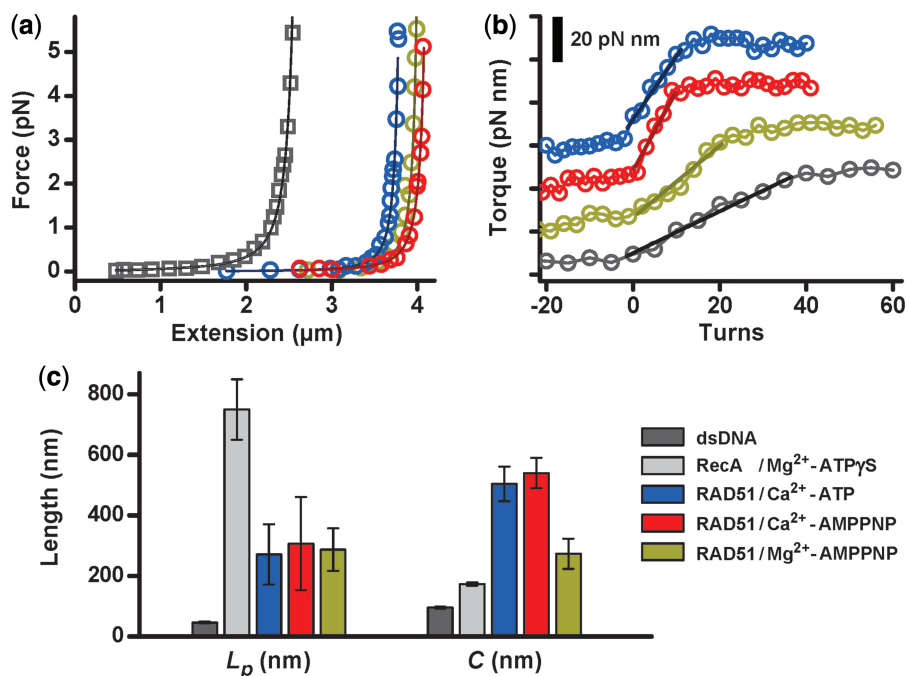 (a)
Force (pN)
5
4
3
2
1
0
0 1 2 3 4
Extension (µm)
(b)
20 pN nm
Torque (pN nm)
-20 0 20 40 60
Turns
(c)
Length (nm)
800
600
400
200
0
Lp (nm) C (nm)
dsDNA
RecA /Mg²⁺-ATPγS
RAD51/Ca²⁺-ATP
RAD51/Ca²⁺-AMPPNP
RAD51/Mg²⁺-AMPPNP